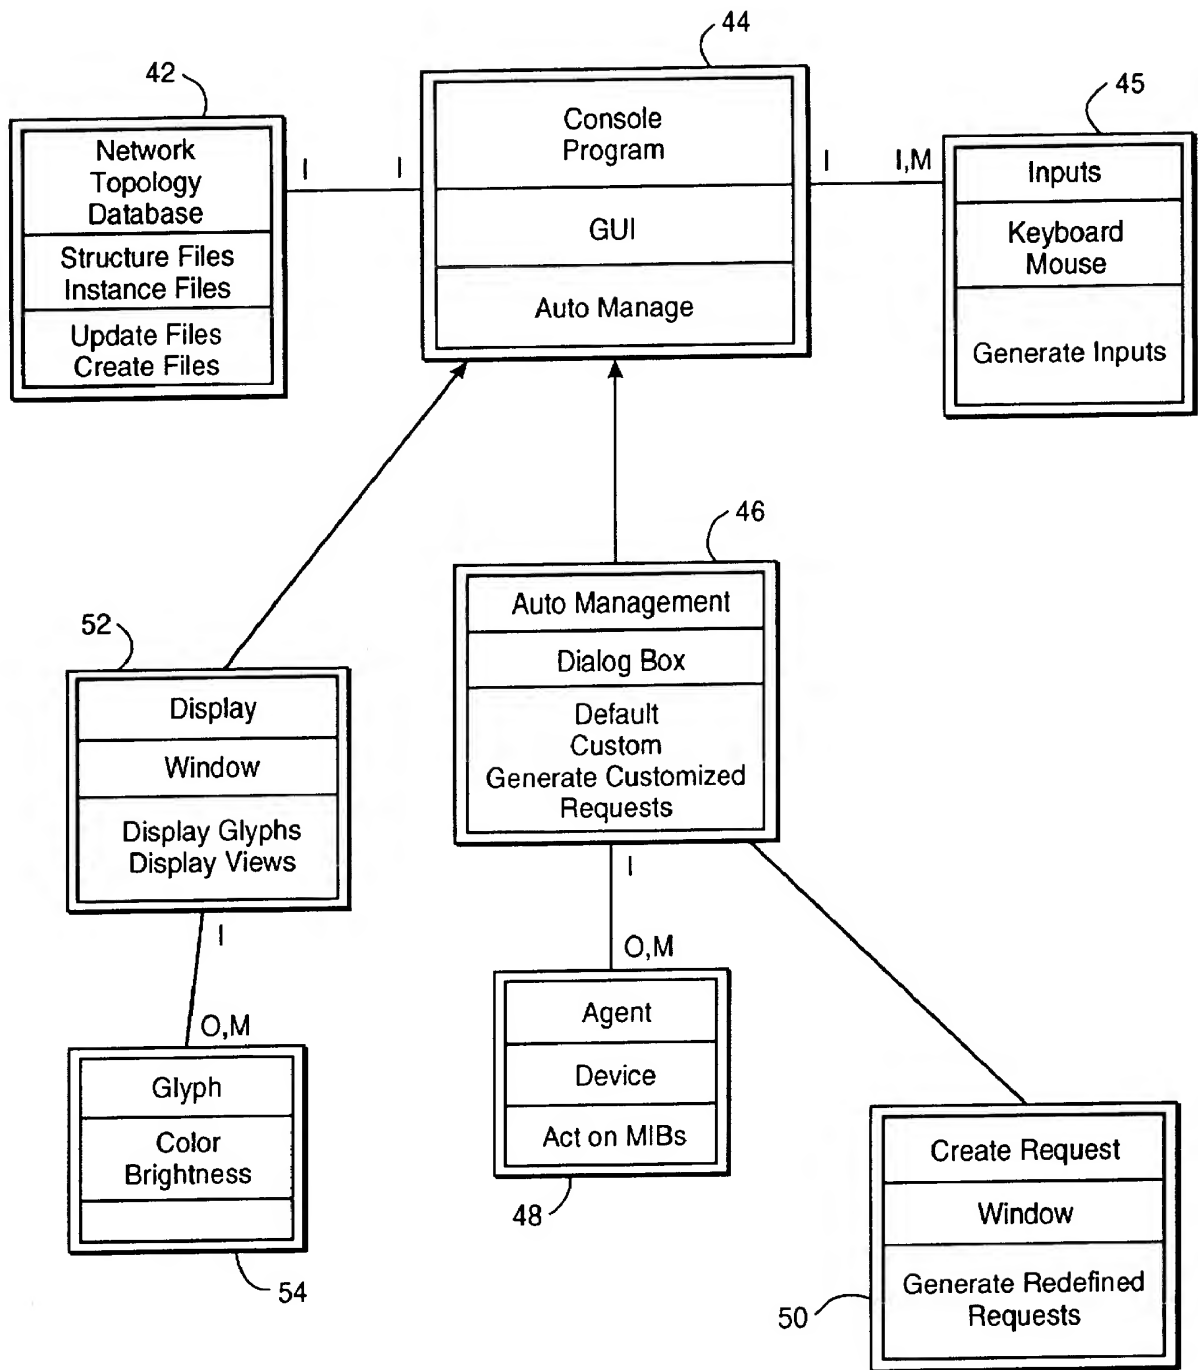 44
42
45
Console
Program
GUI
Auto Manage
Network
Topology
Database
Structure Files
Instance Files
Update Files
Create Files
I
I
I
I,M
Inputs
Keyboard
Mouse
Generate Inputs
46
Auto Management
Dialog Box
Default
Custom
Generate Customized
Requests
52
Display
Window
Display Glyphs
Display Views
I
O,M
Glyph
Color
Brightness
54
I
O,M
Agent
Device
Act on MIBs
48
Create Request
Window
Generate Redefined
Requests
50